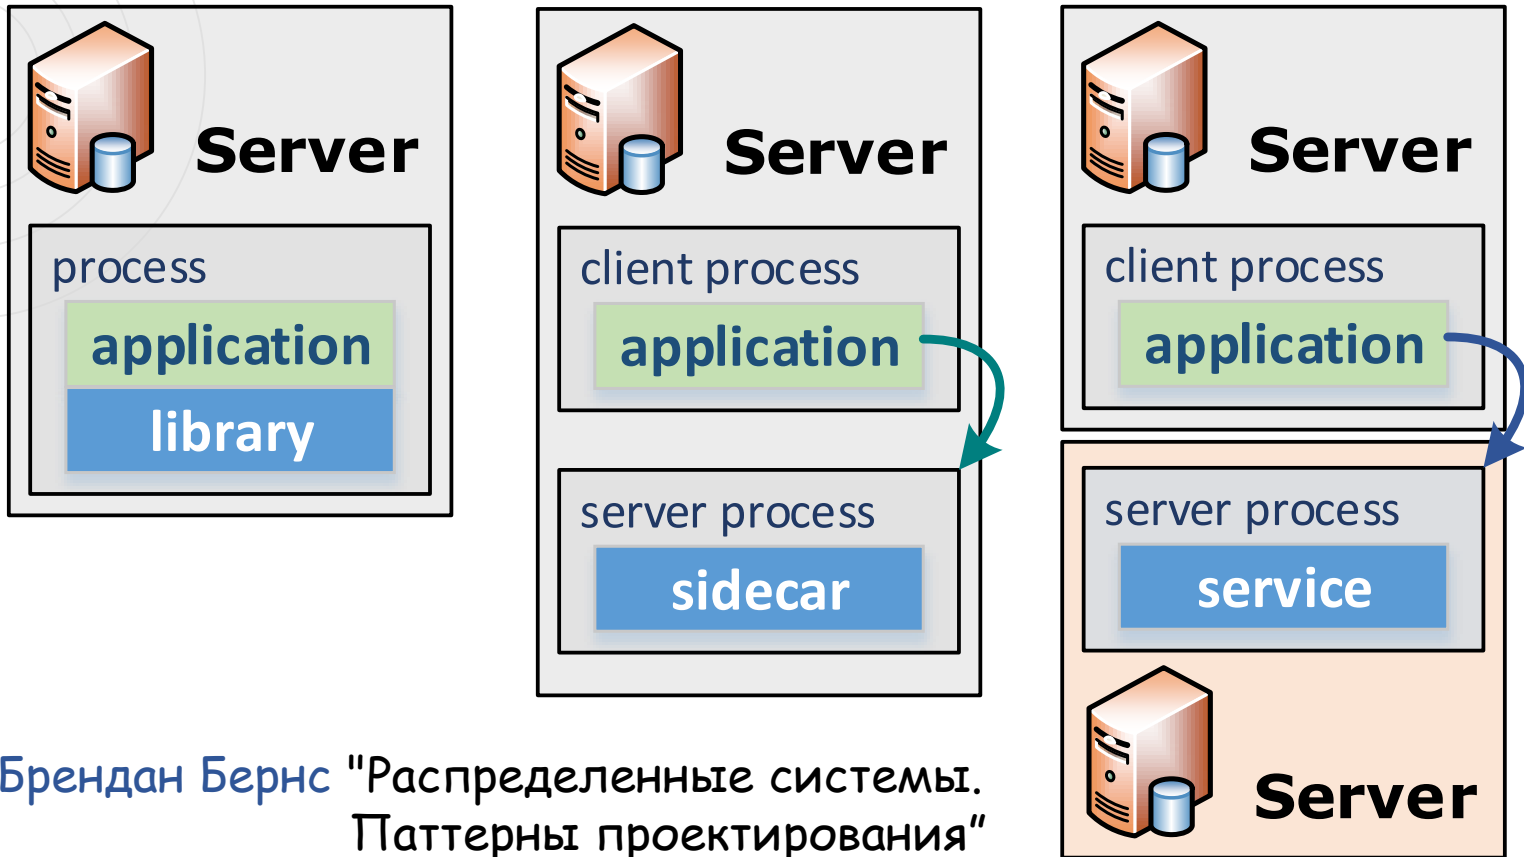 Server
process
application
library
Server
client process
application
server process
sidecar
Server
client process
application
server process
service
Server
Брендан Бернс "Распределенные системы.
Паттерны проектирования"